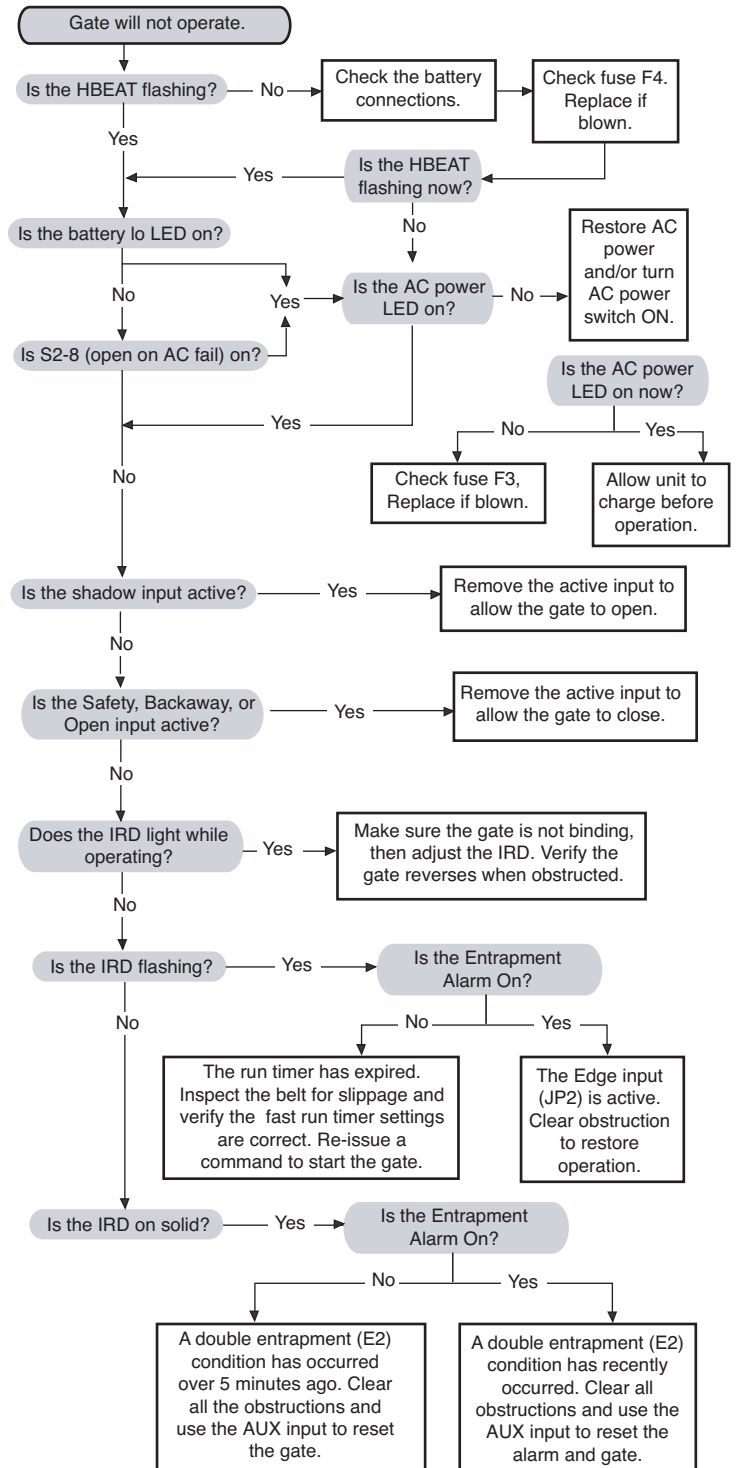 Gate will not operate.
Is the HBEAT flashing?
No
Check the battery
connections.
Check fuse F4.
Replace if
blown.
Yes
Is the HBEAT
flashing now?
Yes
No
Is the battery lo LED on?
No
Yes
Is the AC power
LED on?
No
Restore AC
power
and/or turn
AC power
switch ON.
Is S2-8 (open on AC fail) on?
Is the AC power
LED on now?
Yes
No
Yes
No
Check fuse F3,
Replace if blown.
Allow unit to
charge before
operation.
Is the shadow input active?
Yes
Remove the active input to
allow the gate to open.
No
Is the Safety, Backaway, or
Open input active?
Yes
Remove the active input to
allow the gate to close.
No
Does the IRD light while
operating?
Yes
Make sure the gate is not binding,
then adjust the IRD. Verify the
gate reverses when obstructed.
No
Is the IRD flashing?
Yes
Is the Entrapment
Alarm On?
No
No
Yes
The run timer has expired.
Inspect the belt for slippage and
verify the fast run timer settings
are correct. Re-issue a
command to start the gate.
The Edge input
(JP2) is active.
Clear obstruction
to restore
operation.
Is the IRD on solid?
Yes
Is the Entrapment
Alarm On?
No
Yes
A double entrapment (E2)
condition has occurred
over 5 minutes ago. Clear
all the obstructions and
use the AUX input to reset
the gate.
A double entrapment (E2)
condition has recently
occurred. Clear all
obstructions and use the
AUX input to reset the
alarm and gate.